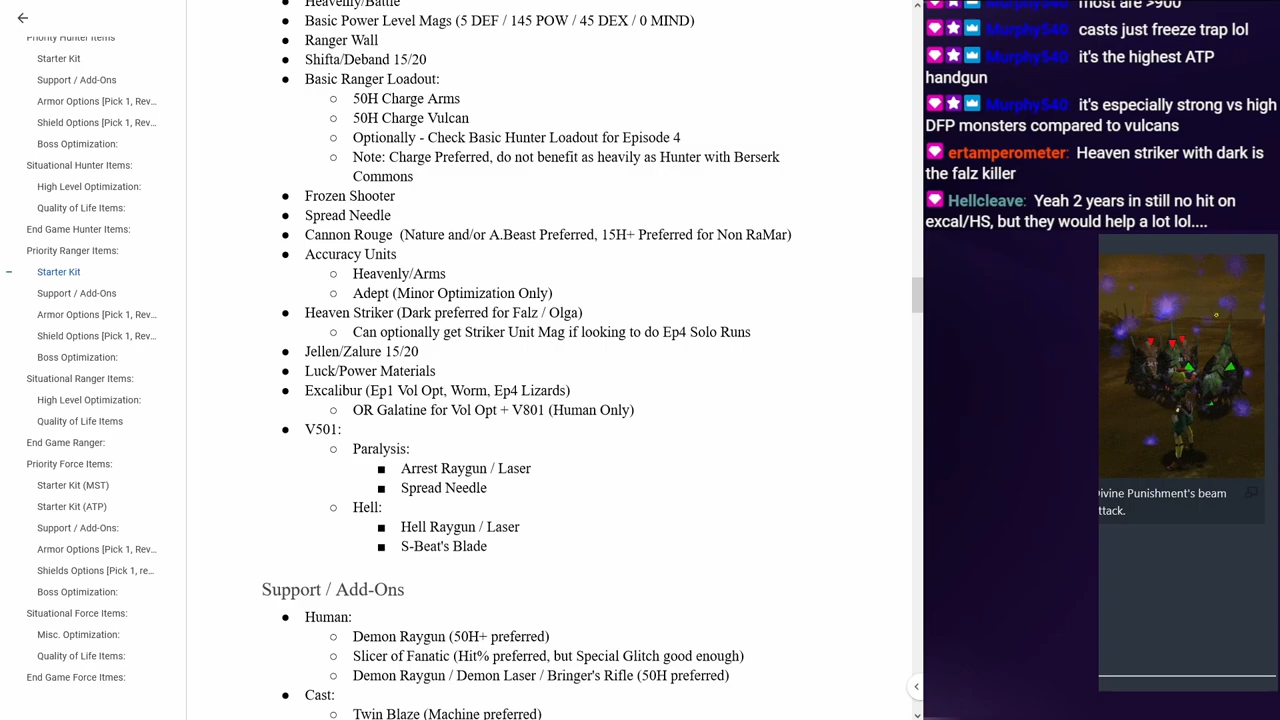 Priority Hunter Items
Starter Kit
Support / Add-Ons
Armor Options [Pick 1, Rev...
Shield Options [Pick 1, Rev...
Boss Optimization:
Situational Hunter Items:
High Level Optimization:
Quality of Life Items:
End Game Hunter Items:
Priority Ranger Items:
Starter Kit
Support / Add-Ons
Armor Options [Pick 1, Rev...
Shield Options [Pick 1, Rev...
Boss Optimization:
Situational Ranger Items:
High Level Optimization:
Quality of Life Items
End Game Ranger:
Priority Force Items:
Starter Kit (MST)
Starter Kit (ATP)
Support / Add-Ons:
Armor Options [Pick 1, Rev...
Shields Options [Pick 1, re...
Boss Optimization:
Situational Force Items:
Misc. Optimization:
Quality of Life Items:
End Game Force Itmes:
Heavenly/Battle
Basic Power Level Mags (5 DEF / 145 POW / 45 DEX / 0 MIND)
Ranger Wall
Shifta/Deband 15/20
Basic Ranger Loadout:
50H Charge Arms
50H Charge Vulcan
Optionally - Check Basic Hunter Loadout for Episode 4
Note: Charge Preferred, do not benefit as heavily as Hunter with Berserk
Commons
Frozen Shooter
Spread Needle
Cannon Rouge (Nature and/or A.Beast Preferred, 15H+ Preferred for Non RaMar)
Accuracy Units
Heavenly/Arms
Adept (Minor Optimization Only)
Heaven Striker (Dark preferred for Falz / Olga)
Can optionally get Striker Unit Mag if looking to do Ep4 Solo Runs
Jellen/Zalure 15/20
Luck/Power Materials
Excalibur (Ep1 Vol Opt, Worm, Ep4 Lizards)
OR Galatine for Vol Opt + V801 (Human Only)
V501:
Paralysis:
Arrest Raygun / Laser
Spread Needle
Hell:
Hell Raygun / Laser
S-Beat's Blade
Support / Add-Ons
Human:
Demon Raygun (50H+ preferred)
Slicer of Fanatic (Hit% preferred, but Special Glitch good enough)
Demon Raygun / Demon Laser / Bringer's Rifle (50H preferred)
Cast:
Twin Blaze (Machine preferred)
Murphy540 most are >900
Murphy540 casts just freeze trap lol
Murphy540 it's the highest ATP
handgun
Murphy540 it's especially strong vs high
DFP monsters compared to vulcans
ertamperometer: Heaven striker with dark is
the falz killer
Hellcleave: Yeah 2 years in still no hit on
excal/HS, but they would help a lot lol....
Divine Punishment's beam
ttack.